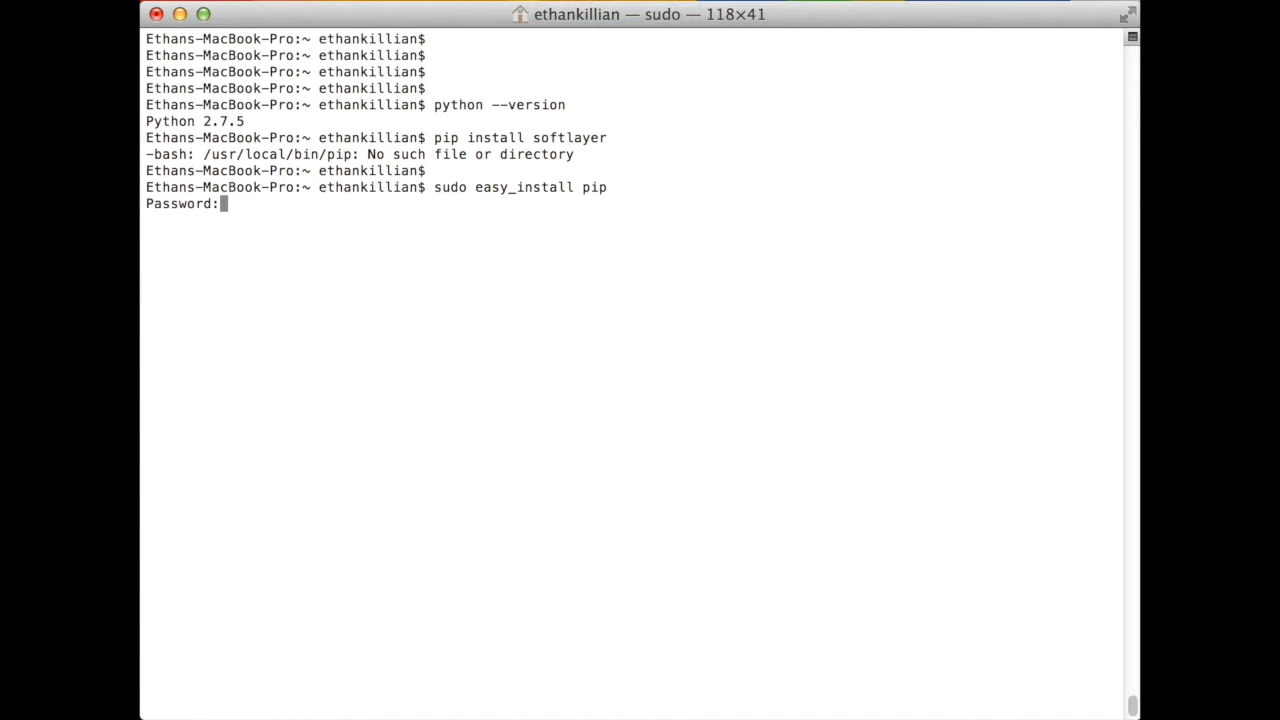 ethankillian — sudo — 118×41
Ethans-MacBook-Pro:~ ethankillian$
Ethans-MacBook-Pro:~ ethankillian$
Ethans-MacBook-Pro:~ ethankillian$
Ethans-MacBook-Pro:~ ethankillian$
Ethans-MacBook-Pro:~ ethankillian$ python --version
Python 2.7.5
Ethans-MacBook-Pro:~ ethankillian$ pip install softlayer
-bash: /usr/local/bin/pip: No such file or directory
Ethans-MacBook-Pro:~ ethankillian$
Ethans-MacBook-Pro:~ ethankillian$ sudo easy_install pip
Password: